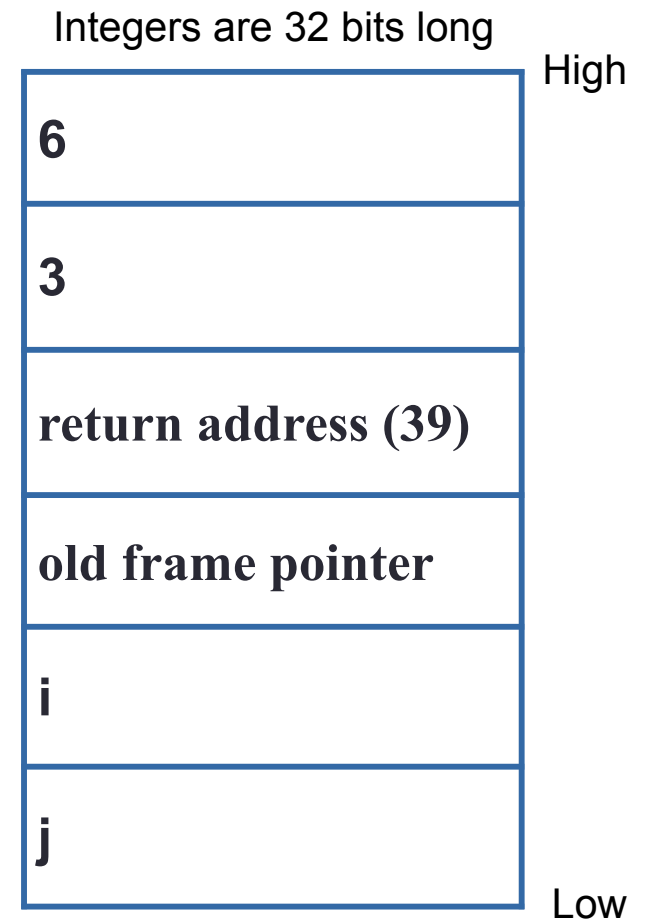 Integers are 32 bits long
High
6
3
return address (39)
old frame pointer
i
j
Low